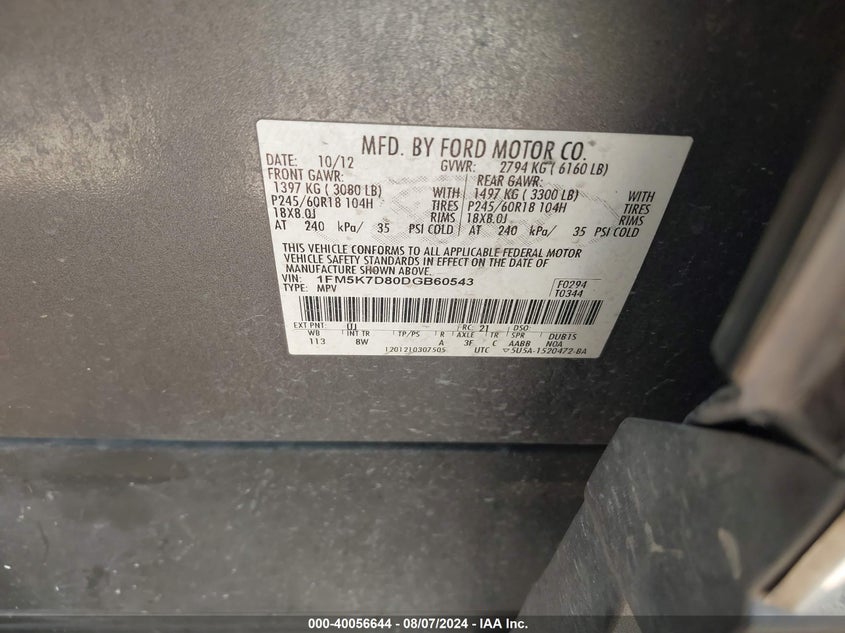 MFD. BY FORD MOTOR CO.
DATE: 10/12 GVWR: 2794 KG ( 6160 LB)
FRONT GAWR: REAR GAWR:
1397 KG ( 3080 LB) WITH 1497 KG ( 3300 LB) WITH
P245/60R18 104H TIRES P245/60R18 104H TIRES
18X8.0J RIMS 18X8.0J RIMS
AT 240 kPa/ 35 PSI COLD AT 240 kPa/ 35 PSI COLD
THIS VEHICLE CONFORMS TO ALL APPLICABLE FEDERAL MOTOR
VEHICLE SAFETY STANDARDS IN EFFECT ON THE DATE OF
MANUFACTURE SHOWN ABOVE.
VIN: 1FM5K7D80DGB60543 F0294
TYPE: MPV T0344
EXT PNT: UJ RC: 21 DSO:
WB INT TR TP/PS R AXLE TR SPR DUB1S
113 8W A 3F C AABB NOA
120121030750S UTC 5U5A-1520472-BA
000-40056644 - 08/07/2024 - IAA Inc.